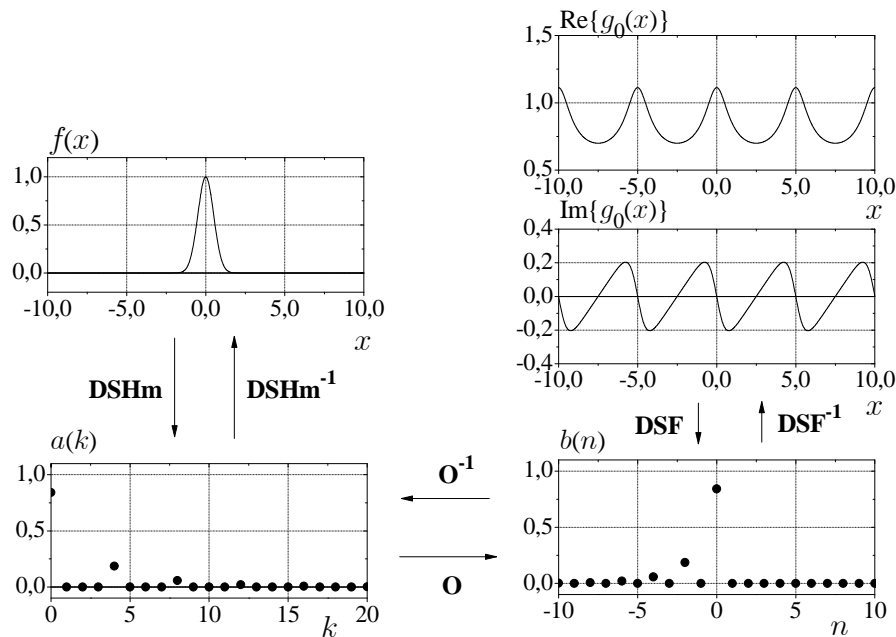 Re{g₀(x)}
1,5
1,0
0,5
-10,0 -5,0 0,0 5,0 10,0
x
f(x)
1,0
0,5
0,0
-10,0 -5,0 0,0 5,0 10,0
x
Im{g₀(x)}
0,4
0,2
0,0
-0,2
-0,4
-10,0 -5,0 0,0 5,0 10,0
x
DSHm DSHm⁻¹
DSF DSF⁻¹
a(k)
1,0
0,5
0,0
0 5 10 15 20
k
O⁻¹
O
b(n)
1,0
0,5
0,0
-10 -5 0 5 10
n